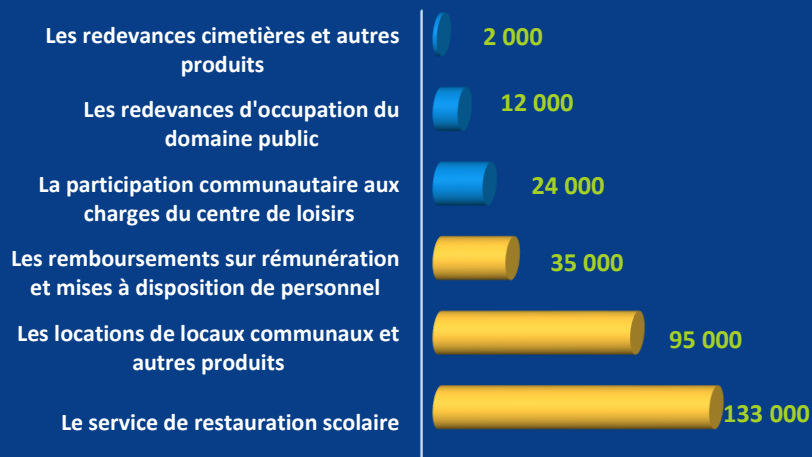 Les redevances cimetières et autres
produits
2 000
Les redevances d'occupation du
domaine public
12 000
La participation communautaire aux
charges du centre de loisirs
24 000
Les remboursements sur rémunération
et mises à disposition de personnel
35 000
Les locations de locaux communaux et
autres produits
95 000
Le service de restauration scolaire
133 000